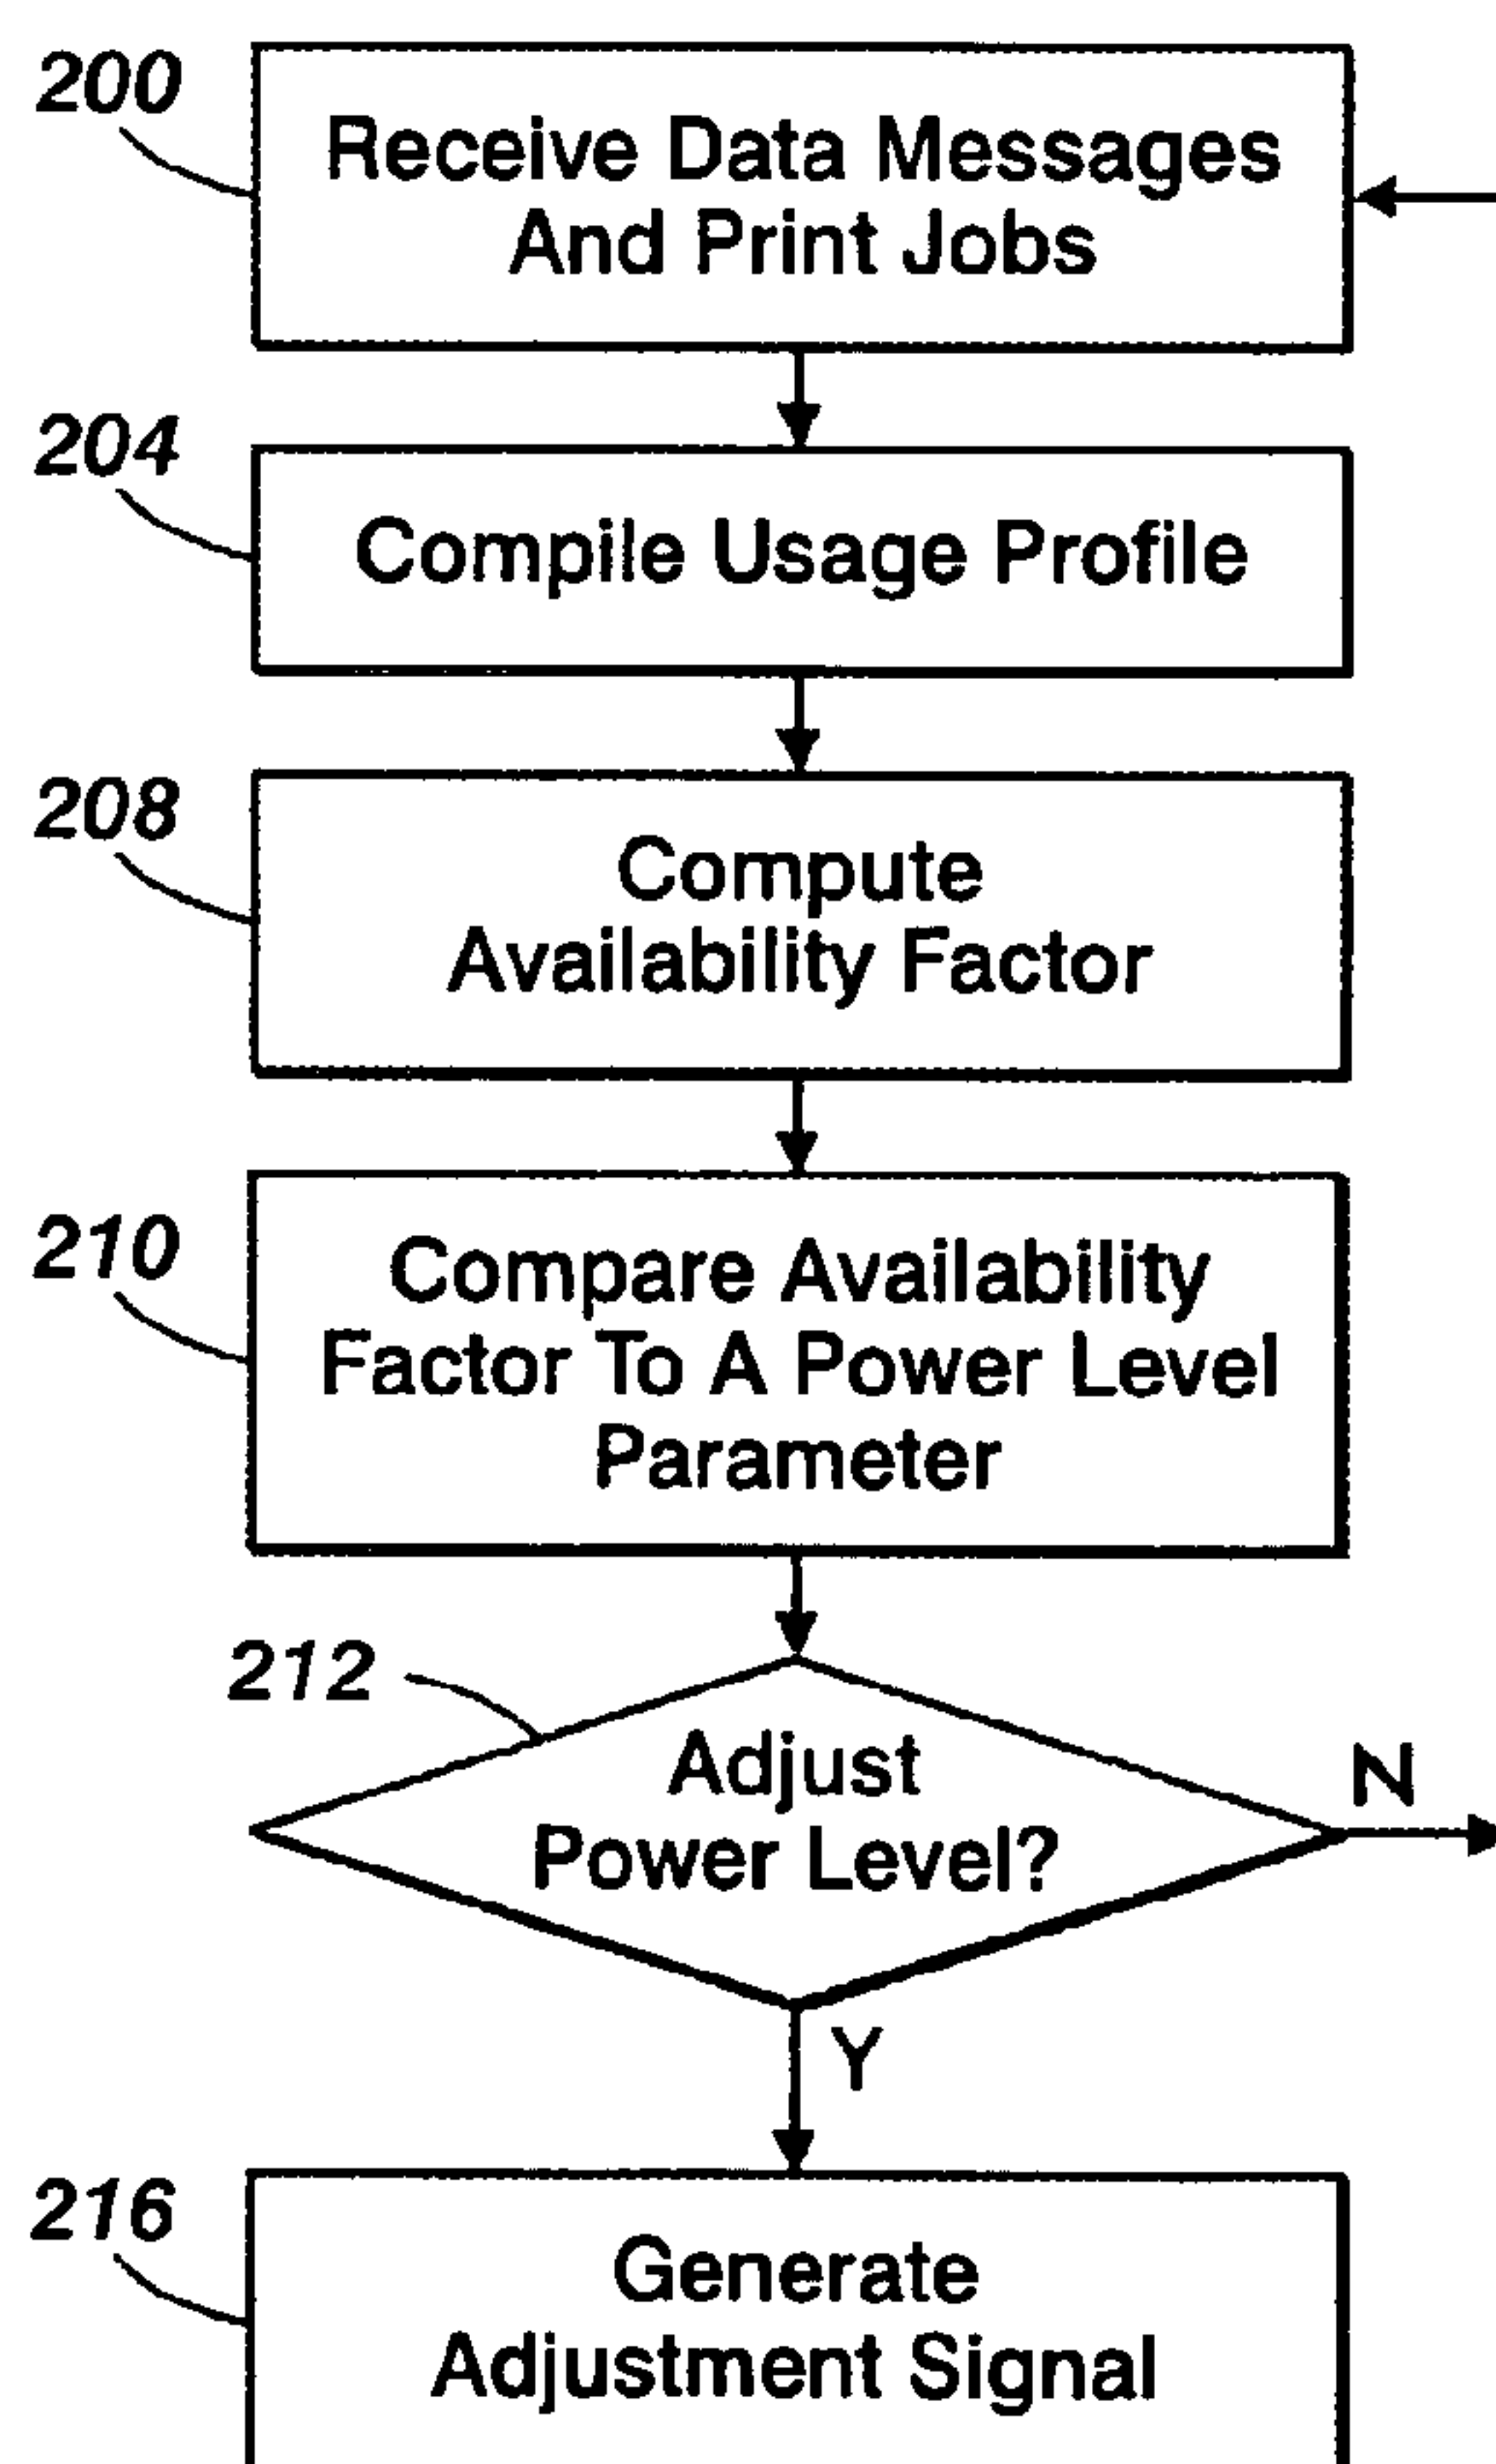 200
Receive Data Messages
And Print Jobs
204
Compile Usage Profile
208
Compute
Availability Factor
210
Compare Availability
Factor To A Power Level
Parameter
212
Adjust
Power Level?
N
Y
216
Generate
Adjustment Signal